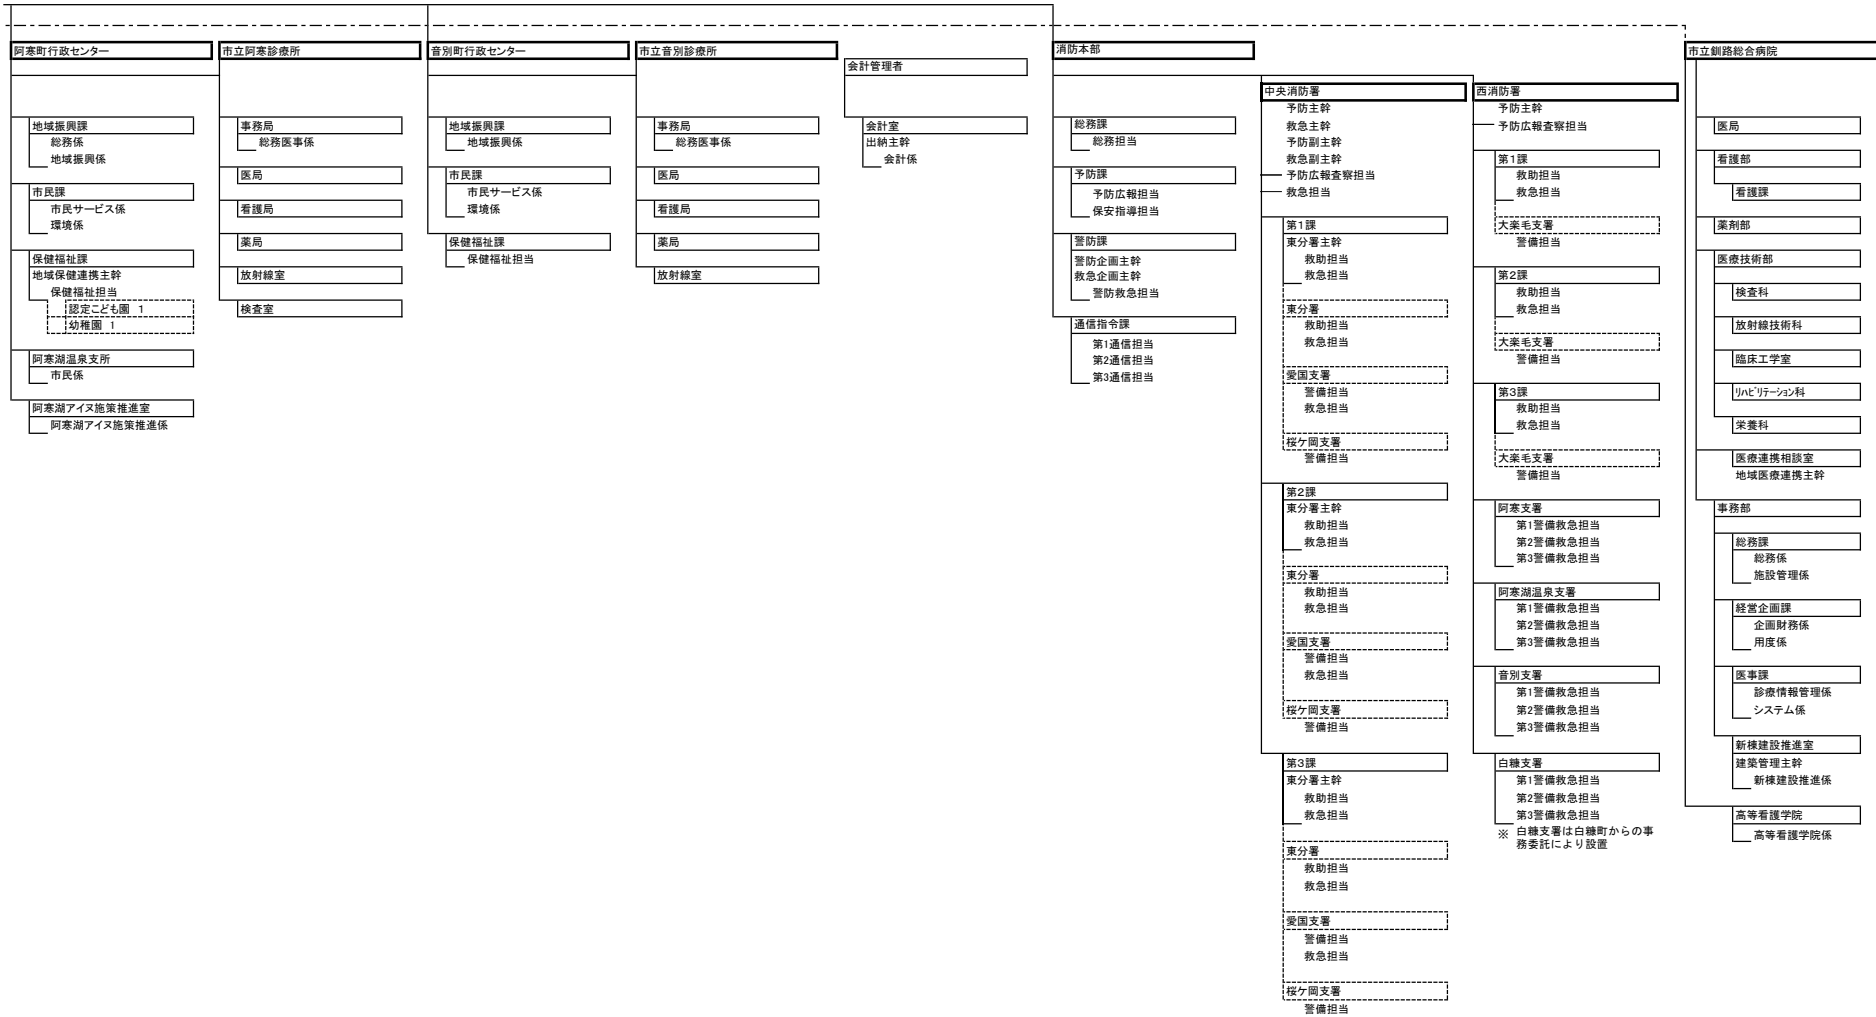 阿寒町行政センター
地域振興課
総務係
地域振興係
市民課
市民サービス係
環境係
保健福祉課
地域保健連携主幹
保健福祉担当
認定こども園 1
幼稚園 1
阿寒湖温泉支所
市民係
阿寒湖アイヌ施策推進室
阿寒湖アイヌ施策推進係
市立阿寒診療所
事務局
総務医事係
医局
看護局
薬局
放射線室
検査室
音別町行政センター
地域振興課
地域振興係
市民課
市民サービス係
環境係
保健福祉課
保健福祉担当
市立音別診療所
事務局
総務医事係
医局
看護局
薬局
放射線室
会計管理者
会計室
出納主幹
会計係
消防本部
総務課
総務担当
予防課
予防広報担当
保安指導担当
警防課
警防企画主幹
救急企画主幹
警防救急担当
通信指令課
第1通信担当
第2通信担当
第3通信担当
中央消防署
予防主幹
救急主幹
予防副主幹
救急副主幹
予防広報査察担当
救急担当
第1課
東分署主幹
救助担当
救急担当
東分署
救助担当
救急担当
愛国支署
警備担当
救急担当
桜ケ岡支署
警備担当
第2課
東分署主幹
救助担当
救急担当
東分署
救助担当
救急担当
愛国支署
警備担当
救急担当
桜ケ岡支署
警備担当
第3課
東分署主幹
救助担当
救急担当
東分署
救助担当
救急担当
愛国支署
警備担当
救急担当
桜ケ岡支署
警備担当
西消防署
予防主幹
予防広報査察担当
第1課
救助担当
救急担当
大楽毛支署
警備担当
第2課
救助担当
救急担当
大楽毛支署
警備担当
第3課
救助担当
救急担当
大楽毛支署
警備担当
阿寒支署
第1警備救急担当
第2警備救急担当
第3警備救急担当
阿寒湖温泉支署
第1警備救急担当
第2警備救急担当
第3警備救急担当
音別支署
第1警備救急担当
第2警備救急担当
第3警備救急担当
白糠支署
第1警備救急担当
第2警備救急担当
第3警備救急担当
※ 白糠支署は白糠町からの事
務委託により設置
市立釧路総合病院
医局
看護部
看護課
薬剤部
医療技術部
検査科
放射線技術科
臨床工学室
ﾘﾊﾋﾞﾘﾃｰｼｮﾝ科
栄養科
医療連携相談室
地域医療連携主幹
事務部
総務課
総務係
施設管理係
経営企画課
企画財務係
用度係
医事課
診療情報管理係
システム係
新棟建設推進室
建築管理主幹
新棟建設推進係
高等看護学院
高等看護学院係